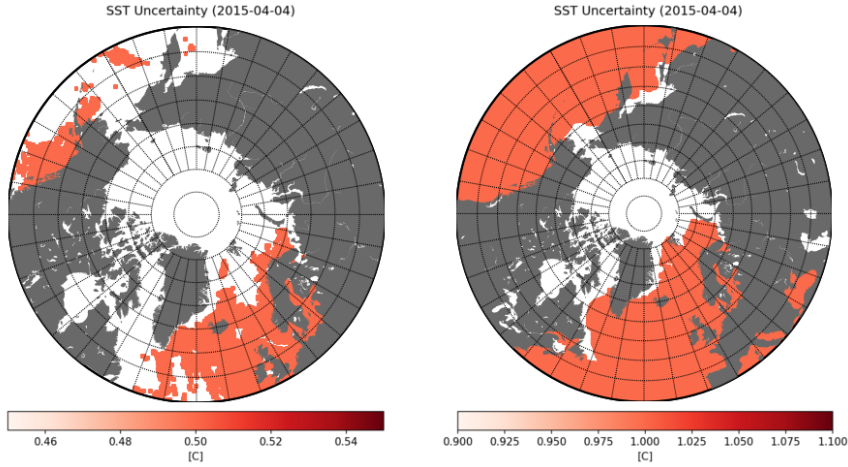 SST Uncertainty (2015-04-04)
SST Uncertainty (2015-04-04)
0.46 0.48 0.50 0.52 0.54
[C]
0.900 0.925 0.950 0.975 1.000 1.025 1.050 1.075 1.100
[C]